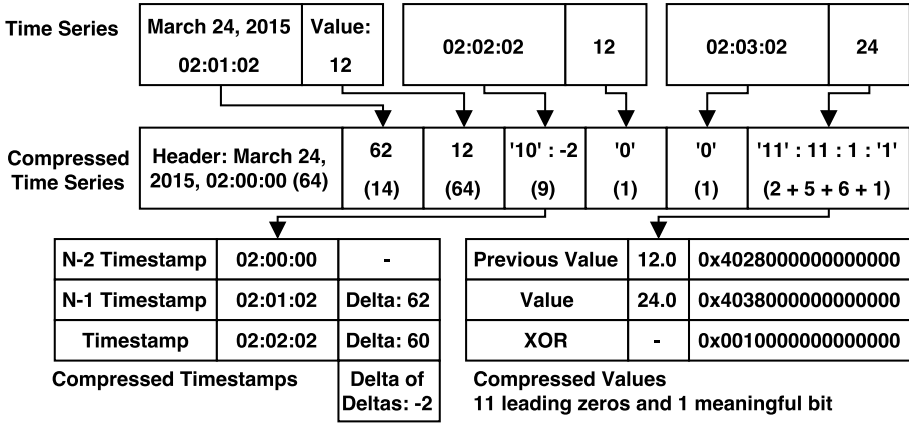 Time Series
March 24, 2015
02:01:02
Value:
12
02:02:02
12
02:03:02
24
Compressed
Time Series
Header: March 24,
2015, 02:00:00 (64)
62
(14)
12
(64)
'10' : -2
(9)
'0'
(1)
'0'
(1)
'11' : 11 : 1 : '1'
(2 + 5 + 6 + 1)
N-2 Timestamp 02:00:00 -
N-1 Timestamp 02:01:02 Delta: 62
Timestamp 02:02:02 Delta: 60
Compressed Timestamps
Delta of
Deltas: -2
Previous Value 12.0 0x4028000000000000
Value 24.0 0x4038000000000000
XOR - 0x0010000000000000
Compressed Values
11 leading zeros and 1 meaningful bit